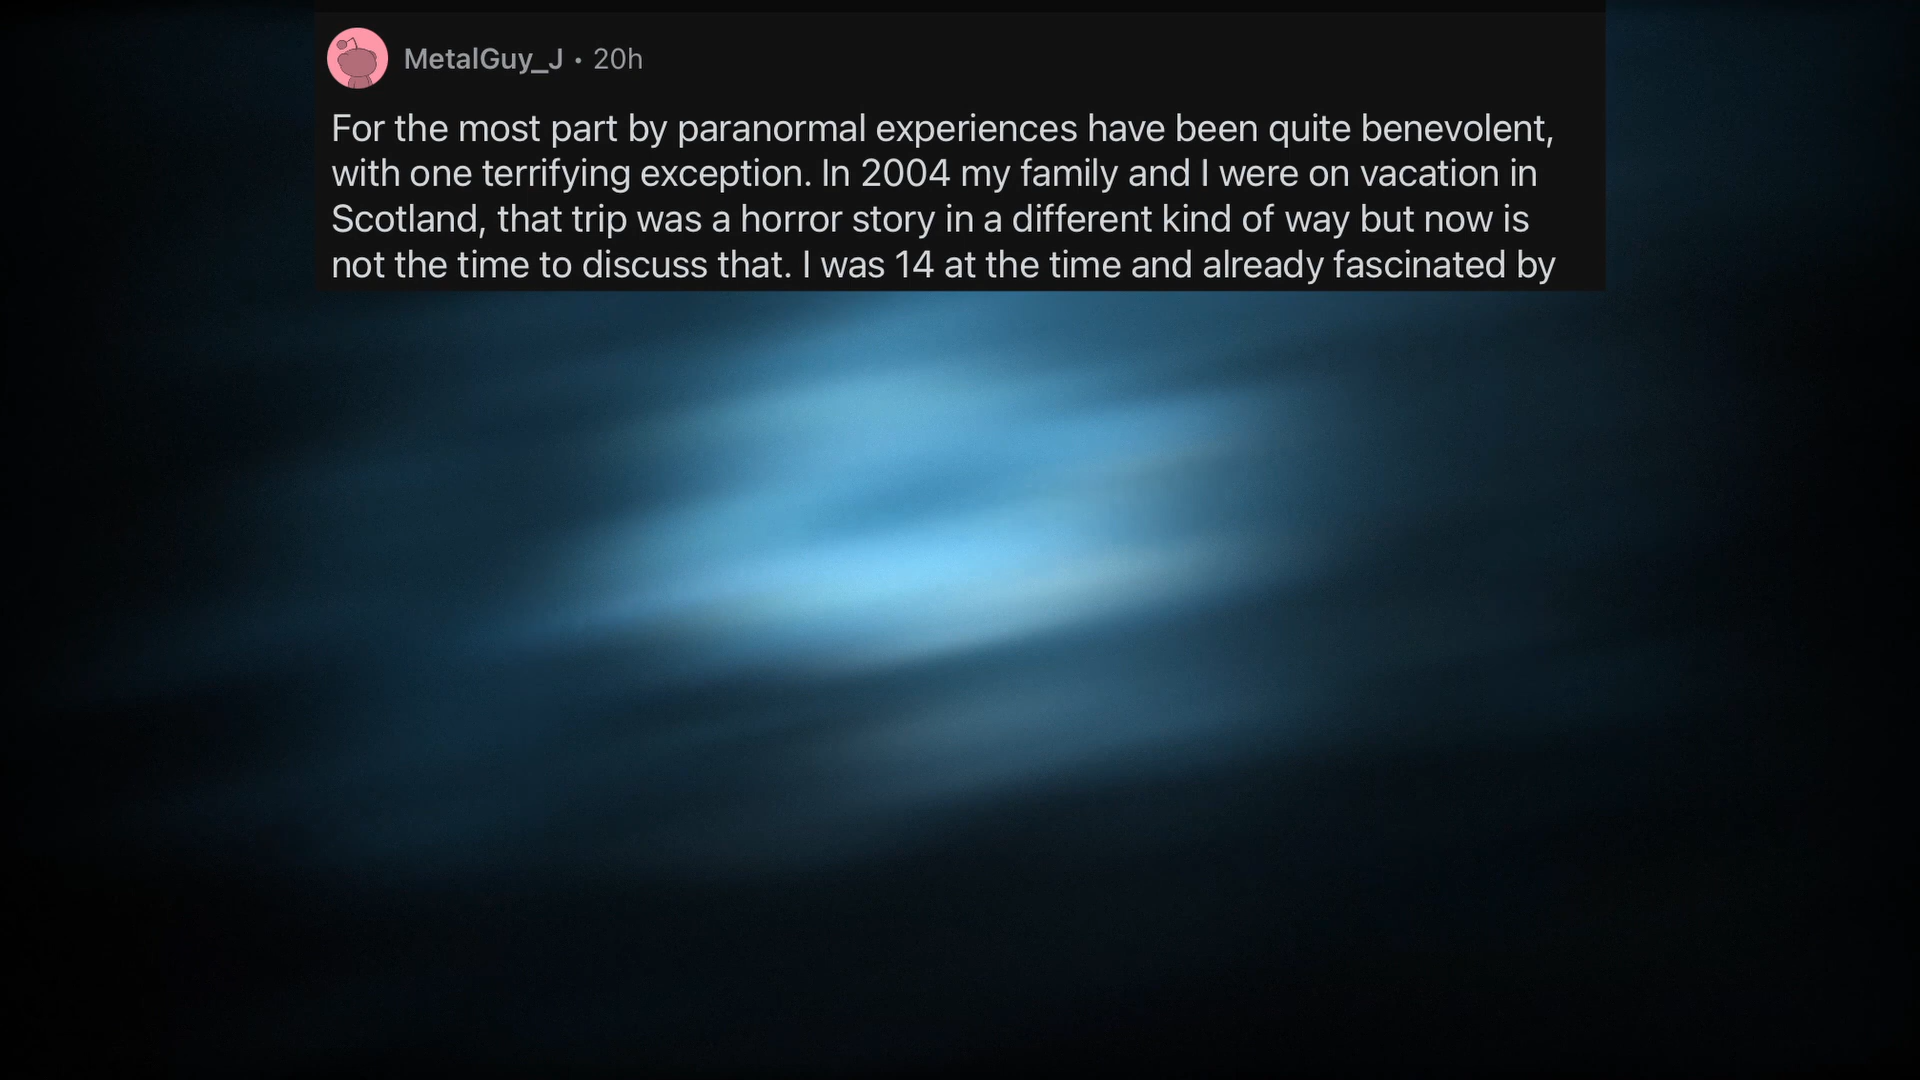 MetalGuy_J • 20h
For the most part by paranormal experiences have been quite benevolent,
with one terrifying exception. In 2004 my family and I were on vacation in
Scotland, that trip was a horror story in a different kind of way but now is
not the time to discuss that. I was 14 at the time and already fascinated by